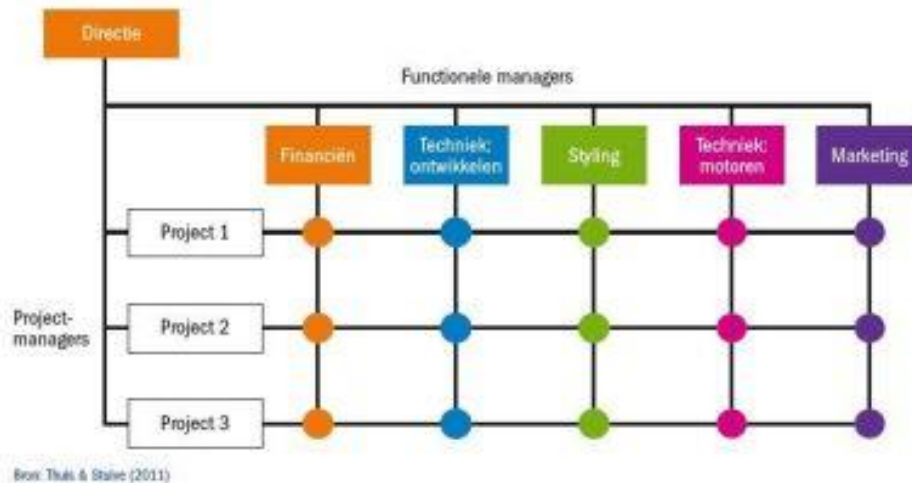 Directie
Functionele managers
Financiën
Techniek:
ontwikkelen
Styling
Techniek:
motoren
Marketing
Project 1
Project-
managers
Project 2
Project 3
Bron: Thuis & Stuive (2011)